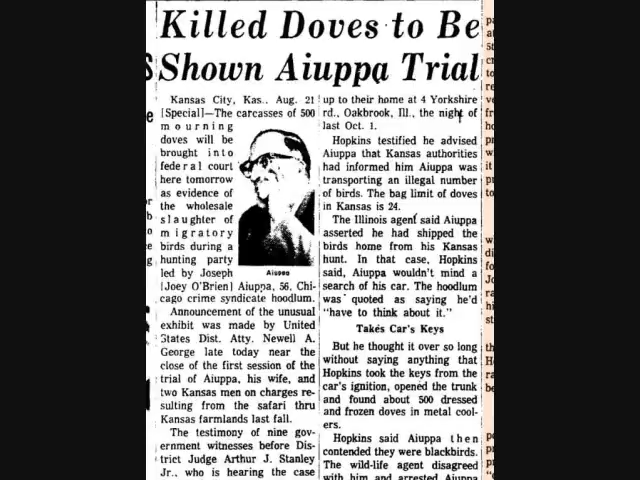 Killed Doves to Be
Shown Aiuppa Trial
Kansas City, Kas., Aug. 21
[Special]—The carcasses of 500
mourning
doves will be
brought into
federal court
here tomorrow
as evidence of
the wholesale
slaughter of
migratory
birds during a
hunting party
led by Joseph
[Joey O'Brien] Aiuppa, 56, Chi-
cago crime syndicate hoodlum.
Announcement of the unusual
exhibit was made by United
States Dist. Atty. Newell A.
George late today near the
close of the first session of the
trial of Aiuppa, his wife, and
two Kansas men on charges re-
sulting from the safari thru
Kansas farmlands last fall.
The testimony of nine gov-
ernment witnesses before Dis-
trict Judge Arthur J. Stanley
Jr., who is hearing the case
Aiuppa
up to their home at 4 Yorkshire
rd., Oakbrook, Ill., the night of
last Oct. 1.
Hopkins testified he advised
Aiuppa that Kansas authorities
had informed him Aiuppa was
transporting an illegal number
of birds. The bag limit of doves
in Kansas is 24.
The Illinois agent said Aiuppa
asserted he had shipped the
birds home from his Kansas
hunt. In that case, Hopkins
said, Aiuppa wouldn't mind a
search of his car. The hoodlum
was quoted as saying he'd
"have to think about it."
Takes Car's Keys
But he thought it over so long
without saying anything that
Hopkins took the keys from the
car's ignition, opened the trunk
and found about 500 dressed
and frozen doves in metal cool-
ers.
Hopkins said Aiuppa then
contended they were blackbirds.
The wild-life agent disagreed
with him and arrested Aiuppa